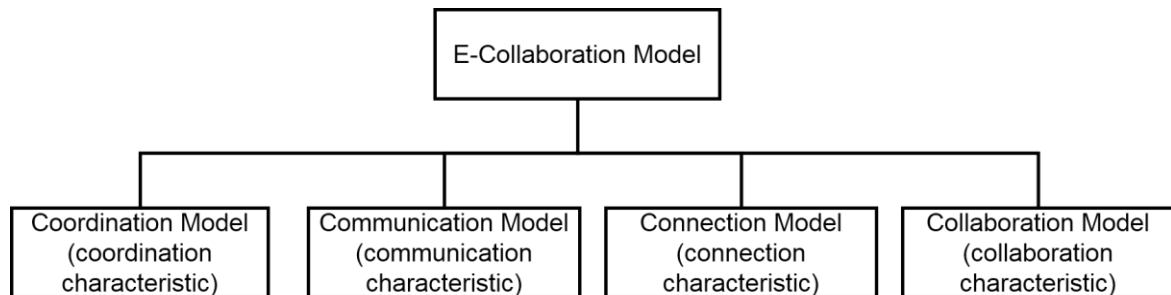 E-Collaboration Model
Coordination Model
(coordination
characteristic)
Communication Model
(communication
characteristic)
Connection Model
(connection
characteristic)
Collaboration Model
(collaboration
characteristic)